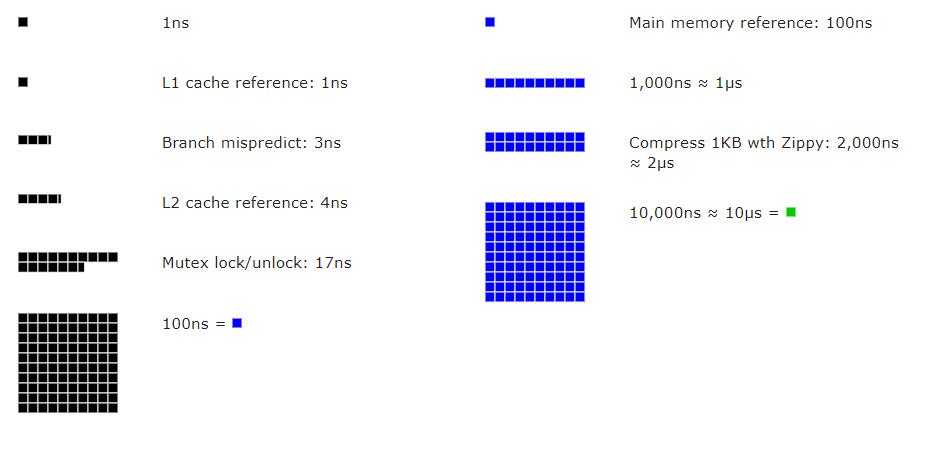 1ns
L1 cache reference: 1ns
Branch mispredict: 3ns
L2 cache reference: 4ns
Mutex lock/unlock: 17ns
100ns =
Main memory reference: 100ns
1,000ns ≈ 1µs
Compress 1KB wth Zippy: 2,000ns
≈ 2µs
10,000ns ≈ 10µs =